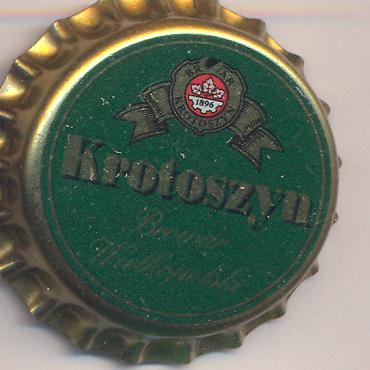 BROWAR
1896
KROTOSZYN
Krotoszyn
Browar
Wielkopolski